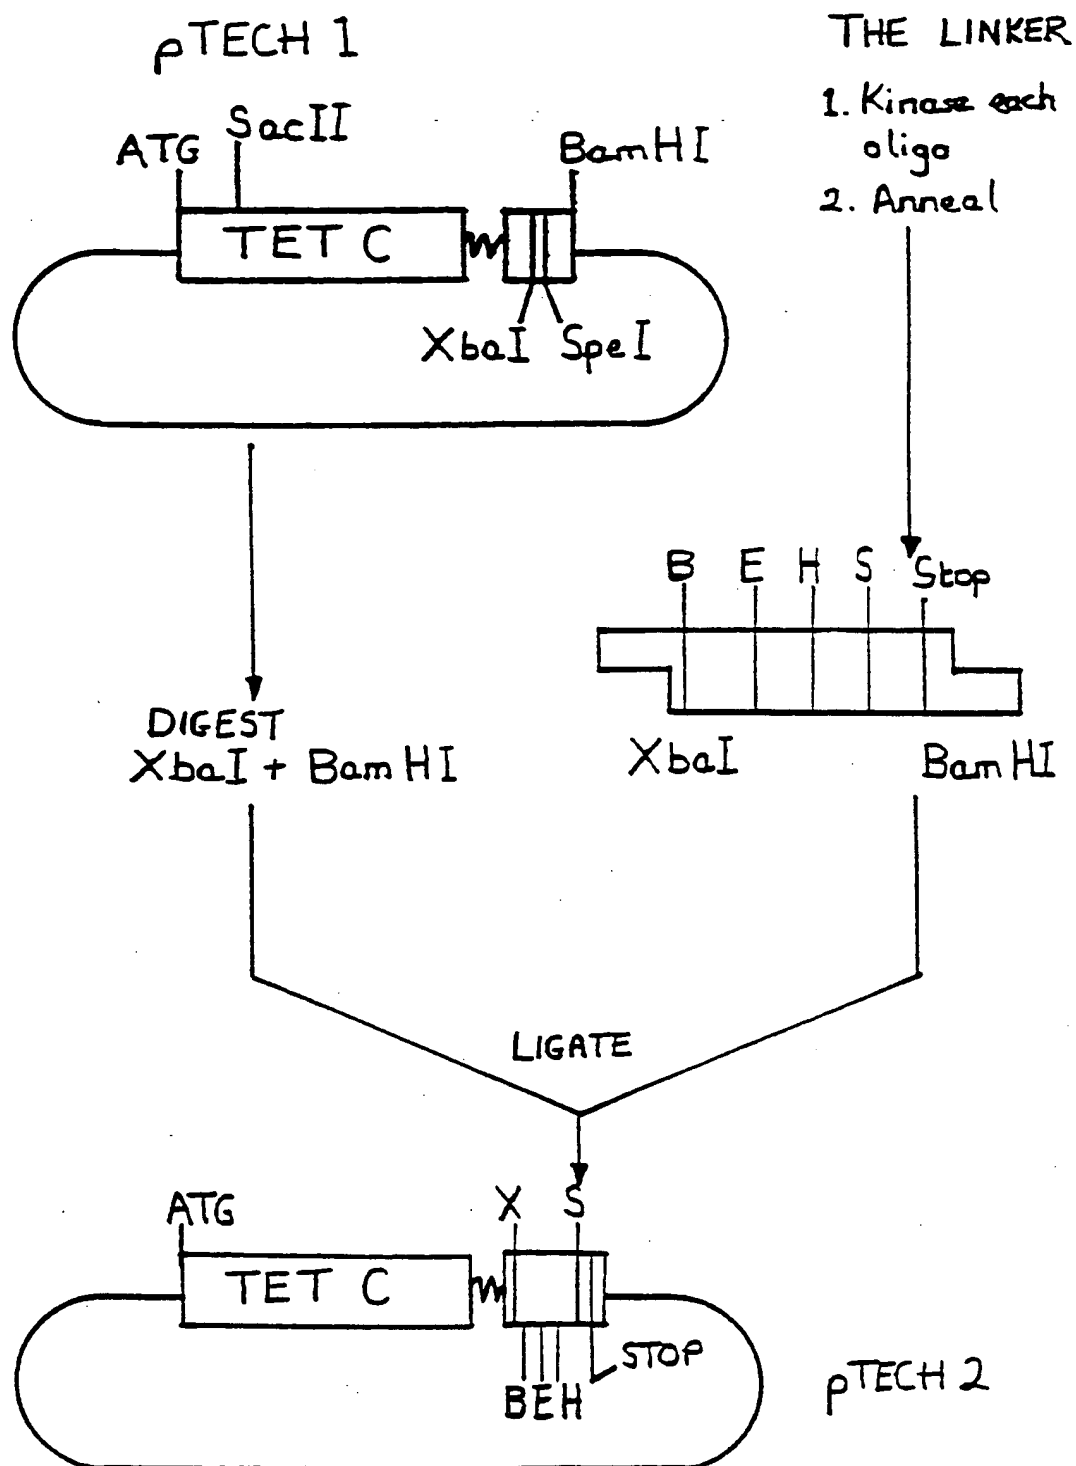 pTECH 1
SacII
ATG
BamHI
TET C
XbaI SpeI
THE LINKER
1. Kinase each
oligo
2. Anneal
B E H S Stop
XbaI
BamHI
DIGEST
XbaI + BamHI
LIGATE
ATG
X S
TET C
STOP
BEH
pTECH 2